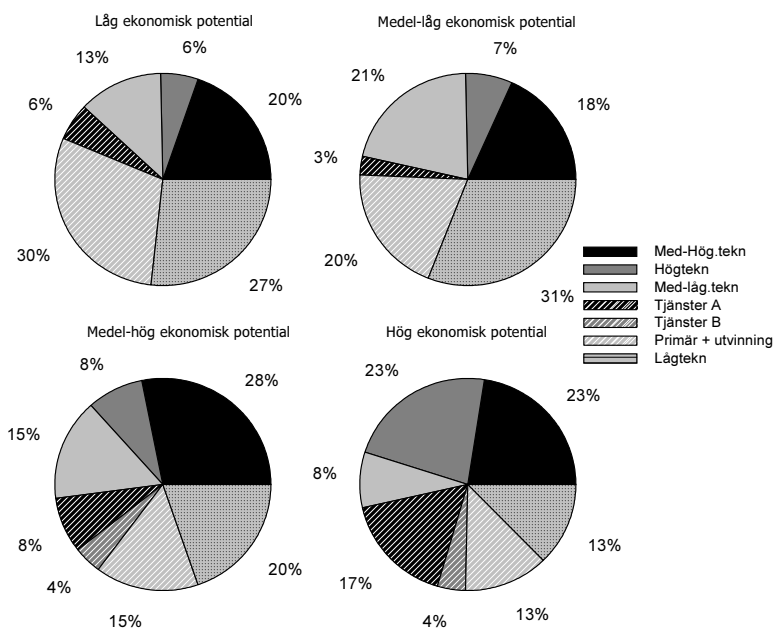 Låg ekonomisk potential
6%
13%
20%
6%
30%
27%
Medel-låg ekonomisk potential
7%
21%
18%
3%
20%
31%
Med-Hög.tekn
Högtekn
Med-låg.tekn
Tjänster A
Tjänster B
Primär + utvinning
Lågtekn
Medel-hög ekonomisk potential
8%
28%
15%
8%
4%
15%
20%
Hög ekonomisk potential
23%
23%
8%
17%
4%
13%
13%